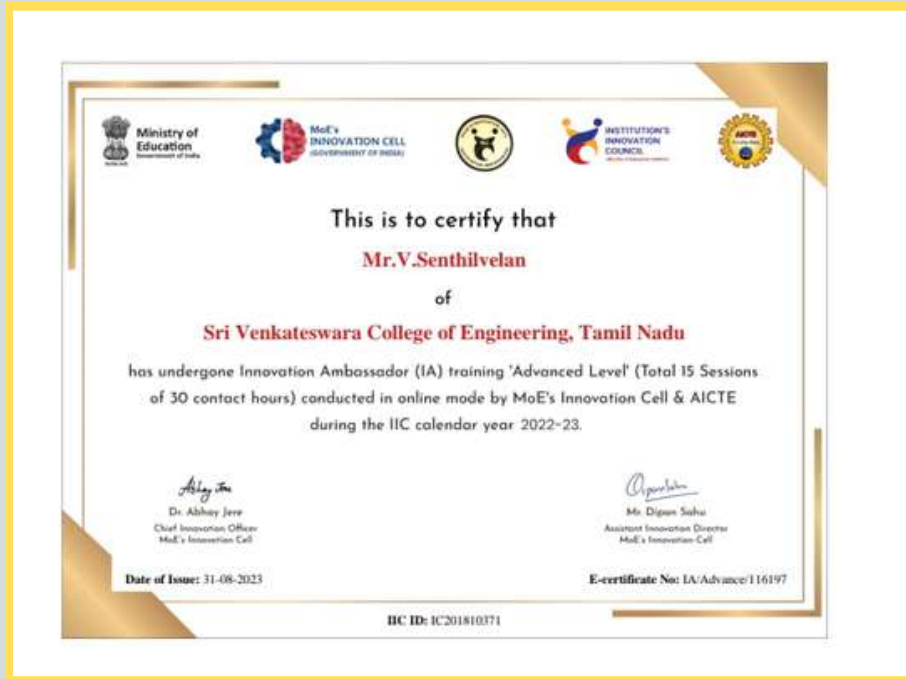 Ministry of
Education
Government of India
MoE's
INNOVATION CELL
(GOVERNMENT OF INDIA)
INSTITUTION'S
INNOVATION
COUNCIL
AICTE
This is to certify that
Mr.V.Senthilvelan
of
Sri Venkateswara College of Engineering, Tamil Nadu
has undergone Innovation Ambassador (IA) training 'Advanced Level' (Total 15 Sessions
of 30 contact hours) conducted in online mode by MoE's Innovation Cell & AICTE
during the IIC calendar year 2022-23.
Dr. Abhay Jere
Chief Innovation Officer
MoE's Innovation Cell
Mr. Dipan Sahu
Assistant Innovation Director
MoE's Innovation Cell
Date of Issue: 31-08-2023
E-certificate No: IA/Advance/116197
IIC ID: IC201810371